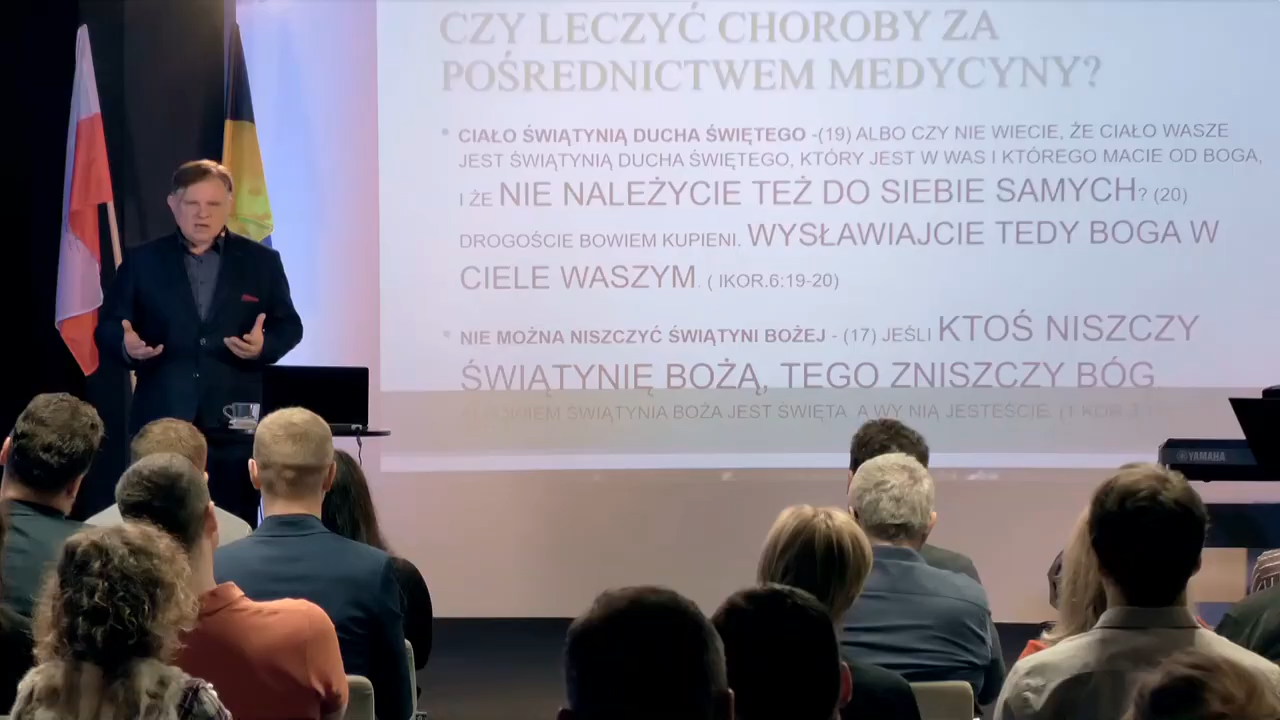 CZY LECZYĆ CHOROBY ZA
POŚREDNICTWEM MEDYCYNY?
• CIAŁO ŚWIĄTYNIĄ DUCHA ŚWIĘTEGO -(19) ALBO CZY NIE WIECIE, ŻE CIAŁO WASZE
JEST ŚWIĄTYNIĄ DUCHA ŚWIĘTEGO, KTÓRY JEST W WAS I KTÓREGO MACIE OD BOGA,
I ŻE NIE NALEŻYCIE TEŻ DO SIEBIE SAMYCH? (20)
DROGOŚCIE BOWIEM KUPIENI. WYSŁAWIAJCIE TEDY BOGA W
CIELE WASZYM. ( IKOR.6:19-20)
• NIE MOŻNA NISZCZYĆ ŚWIĄTYNI BOŻEJ - (17) JEŚLI KTOŚ NISZCZY
ŚWIĄTYNIĘ BOŻĄ, TEGO ZNISZCZY BÓG
ŚWIĄTYNIA BOŻA JEST ŚWIĘTA, A WY NIĄ JESTEŚCIE. (1 KOR.
YAMAHA